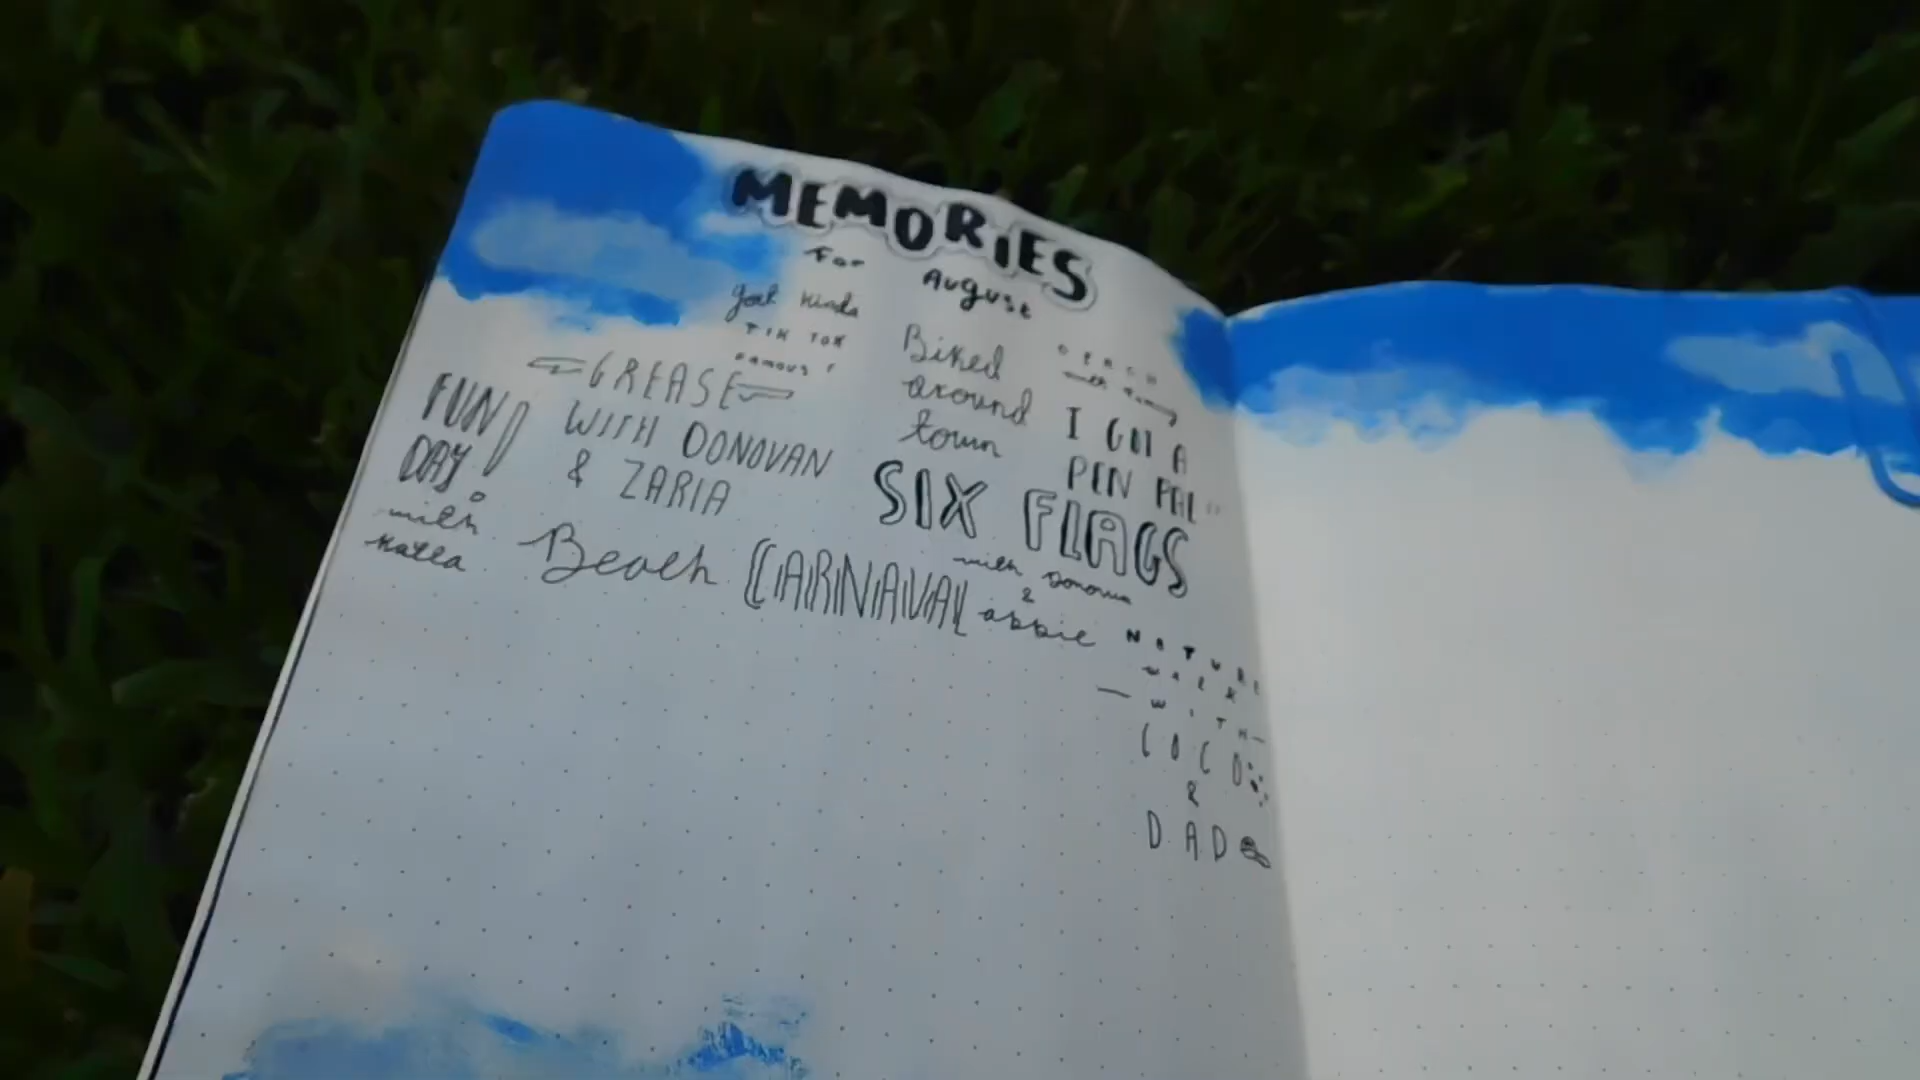 MEMORIES
For August
got kinda
TIK TOK
FAMOUS
GREASE
WITH DONOVAN
& ZARIA
FUN
DAY!
with
Biked
around
town
BEACH
I GOT A
PEN PAL
SIX FLAGS
with Donovan
&
abbie
Beach CARNAVAL
NATURE
WALK
— WITH —
COCO
&
DAD